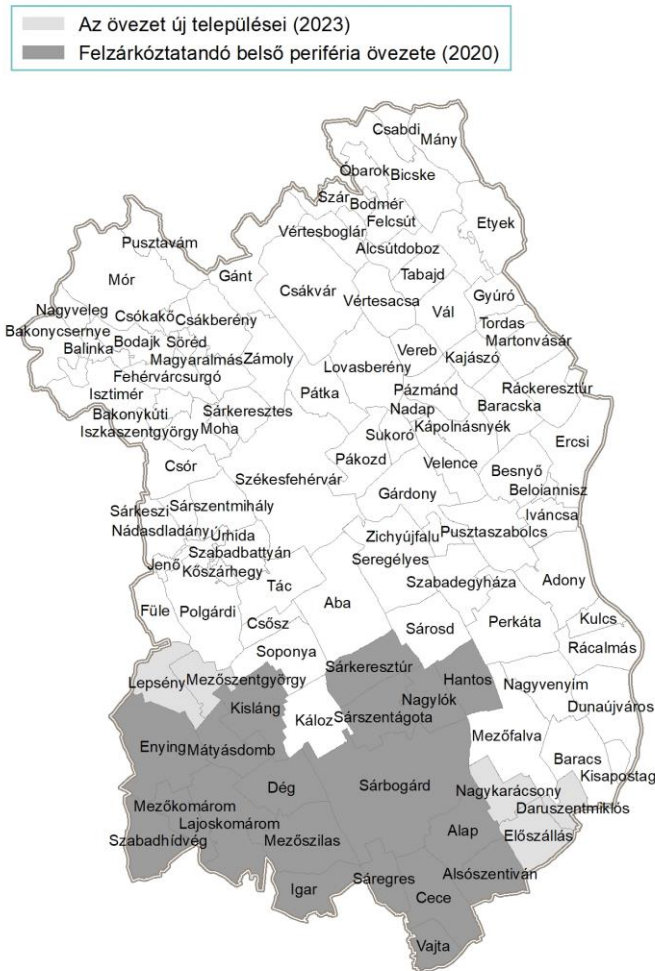 Az övezet új települései (2023)
Felzárkóztatandó belső periféria övezete (2020)
Csabdi
Mány
Óbarok
Bicske
Szár
Bodmér
Felcsút
Etyek
Vértesboglár
Pusztavám
Alcsútdoboz
Gánt
Tabajd
Mór
Csákvár
Vértesacsa
Gyúró
Vál
Nagyveleg
Csókakő
Csákberény
Tordas
Bakonycsernye
Bodajk
Söréd
Martonvásár
Balinka
Vereb
Magyaralmás
Zámoly
Kajászó
Lovasberény
Fehérvárcsurgó
Isztimér
Pátka
Pázmánd
Ráckeresztúr
Bakonykúti
Sárkeresztes
Nadap
Baracska
Iszkaszentgyörgy
Moha
Sukoró
Kápolnásnyék
Ercsi
Csór
Pákozd
Velence
Székesfehérvár
Besnyő
Gárdony
Beloiannisz
Sárkeszi
Sárszentmihály
Iváncsa
Nádasdladány
Úrhida
Zichyújfalu
Pusztaszabolcs
Szabadbattyán
Seregélyes
Jenő
Kőszárhegy
Adony
Tác
Szabadegyháza
Füle
Polgárdi
Aba
Csősz
Sárosd
Perkáta
Kulcs
Soponya
Rácalmás
Sárkeresztúr
Lepsény
Mezőszentgyörgy
Hantos
Nagyvenyim
Kisláng
Nagylók
Dunaújváros
Káloz
Sárszentágota
Mezőfalva
Enying
Mátyásdomb
Baracs
Kisapostag
Dég
Sárbogárd
Nagykarácsony
Mezőkomárom
Daruszentmiklós
Lajoskomárom
Szabadhídvég
Mezőszilas
Alap
Előszállás
Igar
Sáregres
Alsószentiván
Cece
Vajta